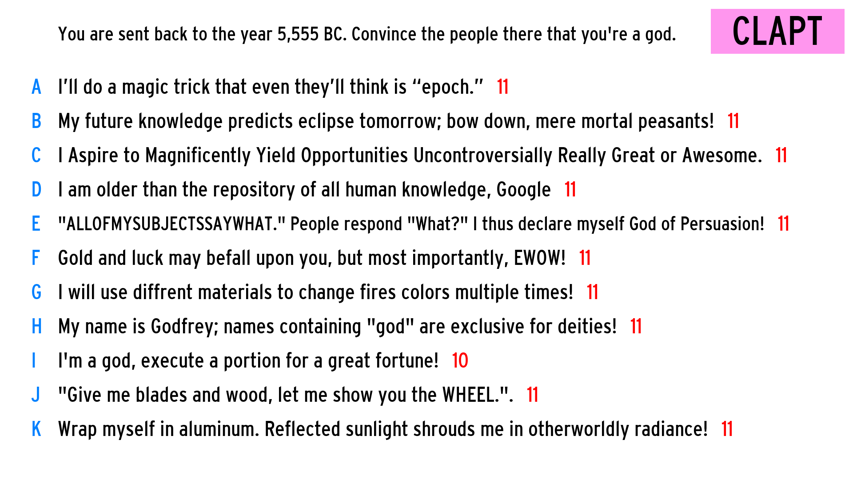 You are sent back to the year 5,555 BC. Convince the people there that you're a god.
CLAPT
A I'll do a magic trick that even they'll think is “epoch.” 11
B My future knowledge predicts eclipse tomorrow; bow down, mere mortal peasants! 11
C I Aspire to Magnificently Yield Opportunities Uncontroversially Really Great or Awesome. 11
D I am older than the repository of all human knowledge, Google 11
E "ALLOFMYSUBJECTSSAYWHAT." People respond "What?" I thus declare myself God of Persuasion! 11
F Gold and luck may befall upon you, but most importantly, EWOW! 11
G I will use diffrent materials to change fires colors multiple times! 11
H My name is Godfrey; names containing "god" are exclusive for deities! 11
I I'm a god, execute a portion for a great fortune! 10
J "Give me blades and wood, let me show you the WHEEL.". 11
K Wrap myself in aluminum. Reflected sunlight shrouds me in otherworldly radiance! 11